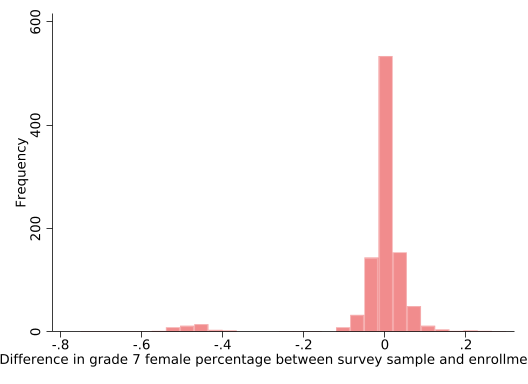 600
400
200
0
Frequency
-.8 -.6 -.4 -.2 0 .2
Difference in grade 7 female percentage between survey sample and enrollme